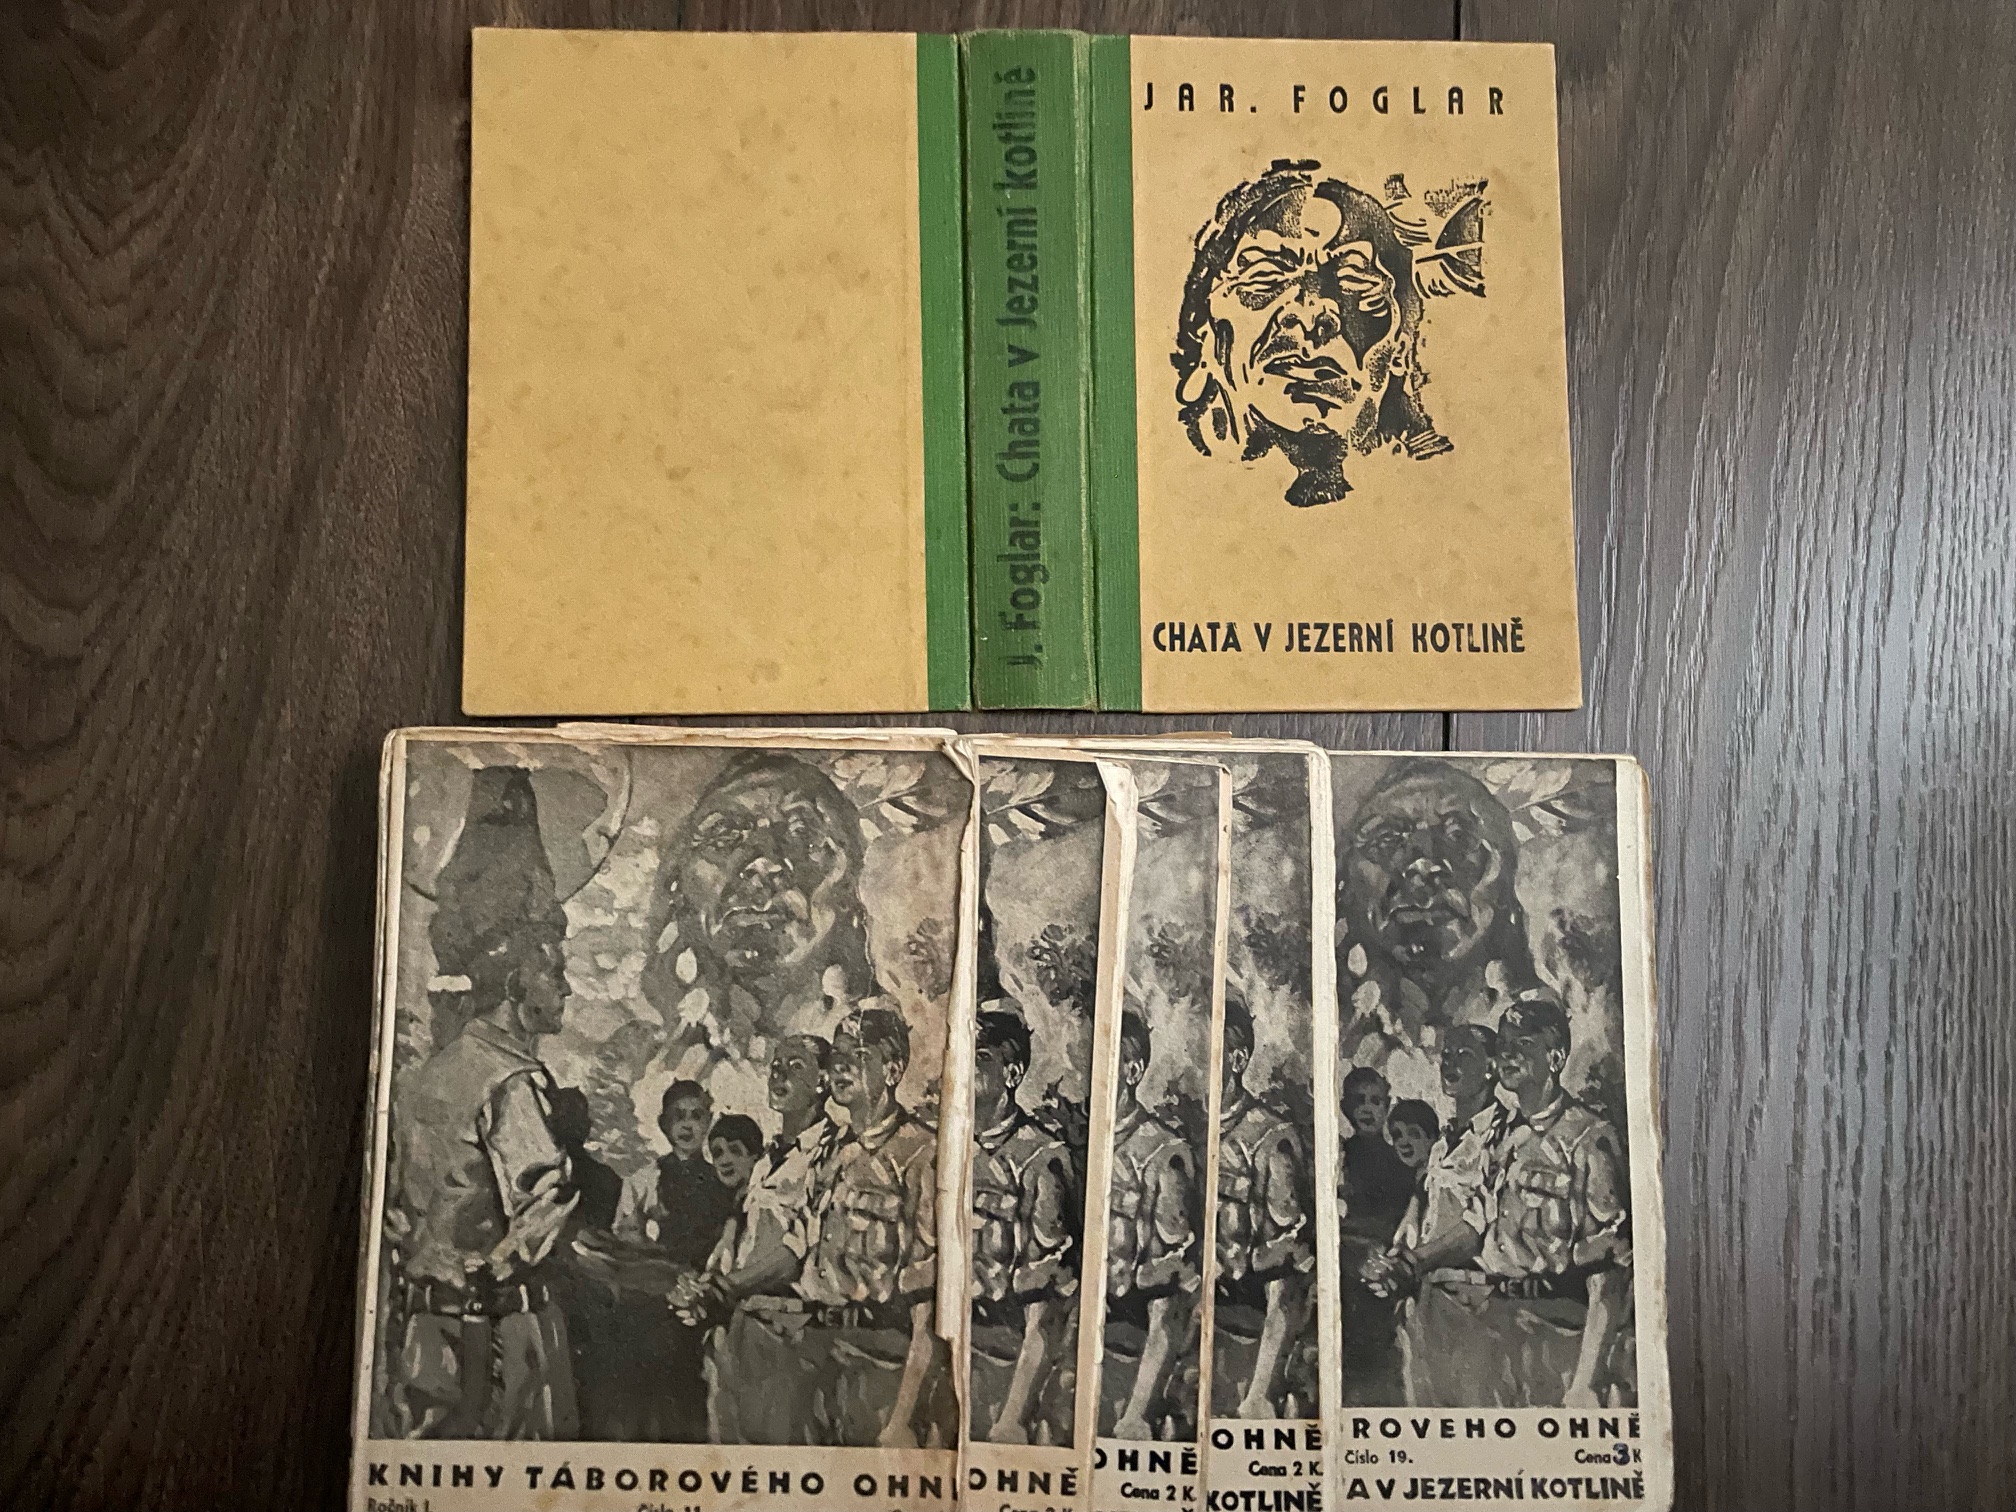 J. Foglar: Chata v Jezerní kotlině
JAR. FOGLAR
CHATA V JEZERNÍ KOTLINĚ
KNIHY TÁBOROVÉHO OHN
Ročník I.
OHNĚ
OHNĚ
Cena 2 K
OHNĚ
Cena 2 K
KOTLINĚ
ROVEHO OHNĚ
Číslo 19. Cena 3 K
A V JEZERNÍ KOTLINĚ